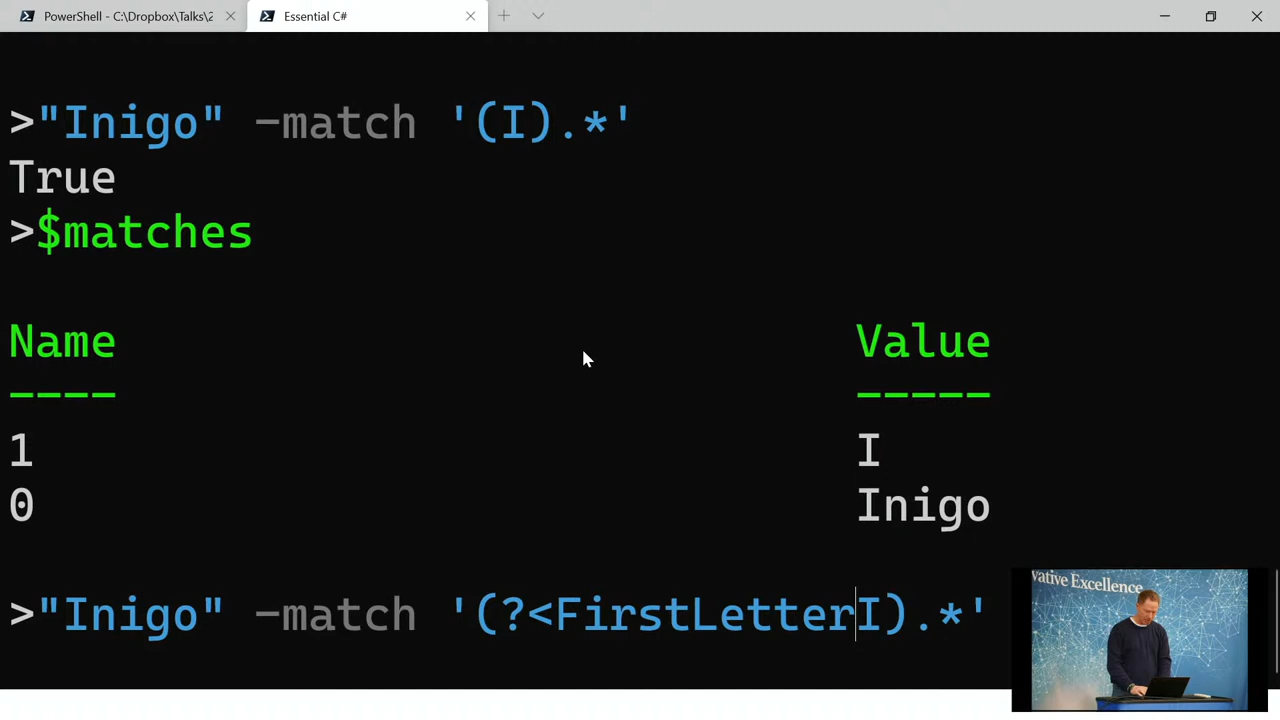 PowerShell - C:\Dropbox\Talks\2
Essential C#
>"Inigo" -match '(I).*'
True
>$matches
Name Value
---- -----
1 I
0 Inigo
>"Inigo" -match '(?<FirstLetterI).*'
vative Excellence